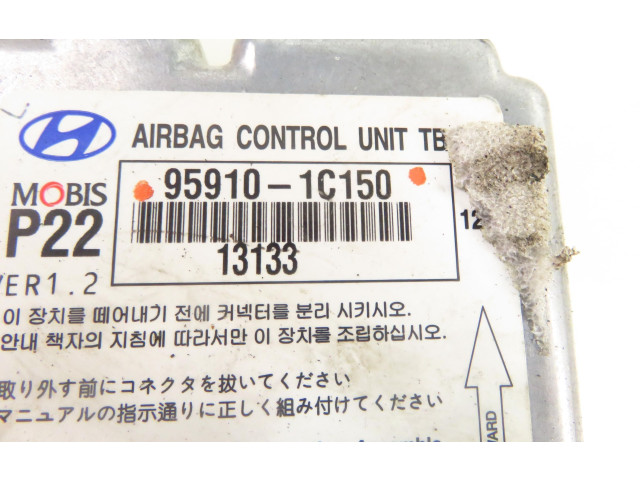 AIRBAG CONTROL UNIT TB
MOBIS
95910-1C150
P22
13133
12
VER1.2
이 장치를 떼어내기 전에 커넥터를 분리 시키시오.
안내 책자의 지침에 따라서만 이 장치를 조립하십시오.
取り外す前にコネクタを抜いてください
マニュアルの指示通りに正しく組み付けてください
WARD